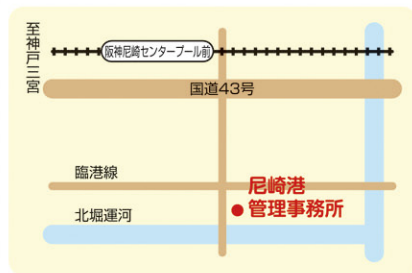 至神戸三宮
阪神尼崎センタープール前
国道43号
臨港線
尼崎港
管理事務所
北堀運河